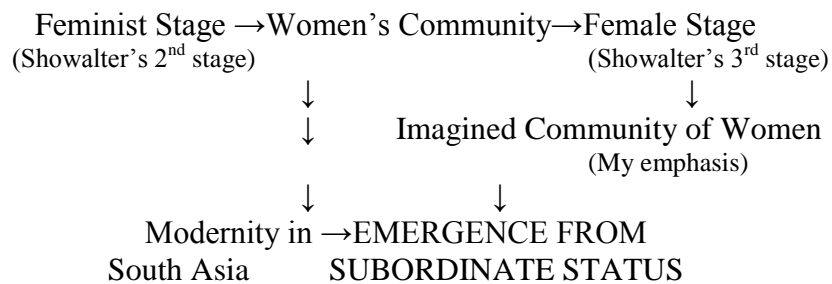 Feminist Stage →Women's Community→Female Stage
(Showalter's 2nd stage) (Showalter's 3rd stage)
↓ ↓
↓ Imagined Community of Women
(My emphasis)
↓ ↓
Modernity in →EMERGENCE FROM
South Asia SUBORDINATE STATUS